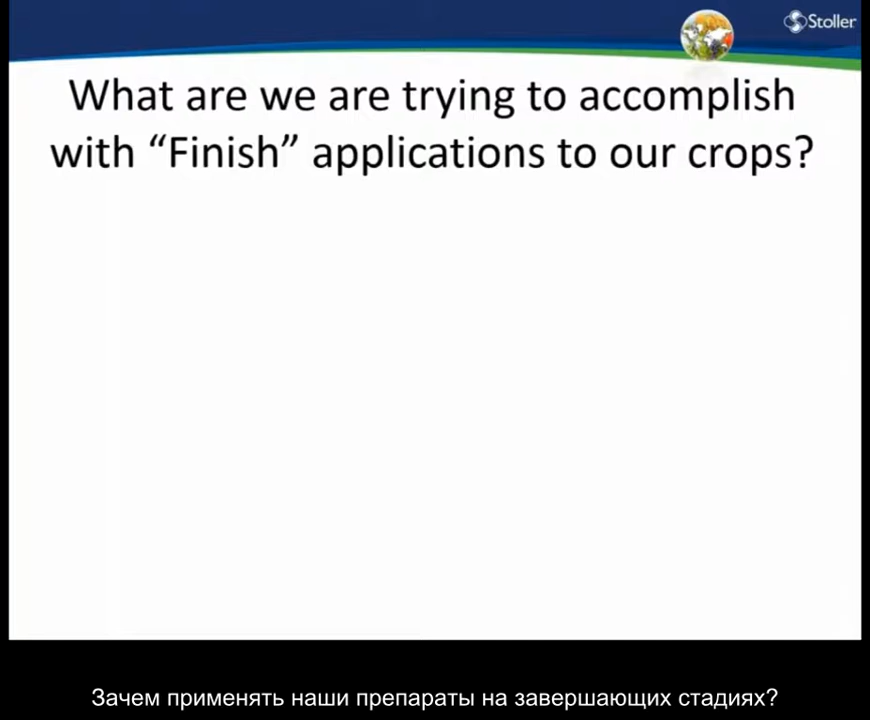 Stoller
What are we are trying to accomplish
with “Finish” applications to our crops?
Зачем применять наши препараты на завершающих стадиях?